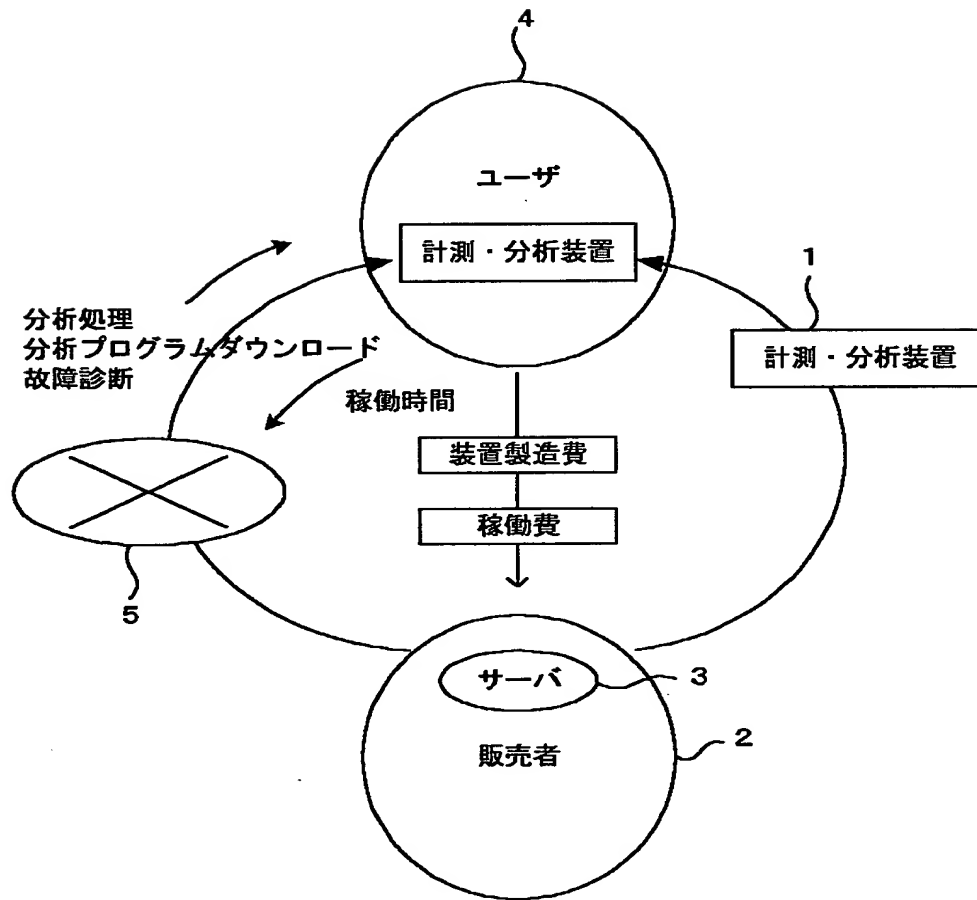 4
ユーザ
計測・分析装置
1
計測・分析装置
分析処理
分析プログラムダウンロード
故障診断
稼働時間
装置製造費
稼働費
5
サーバ
3
販売者
2